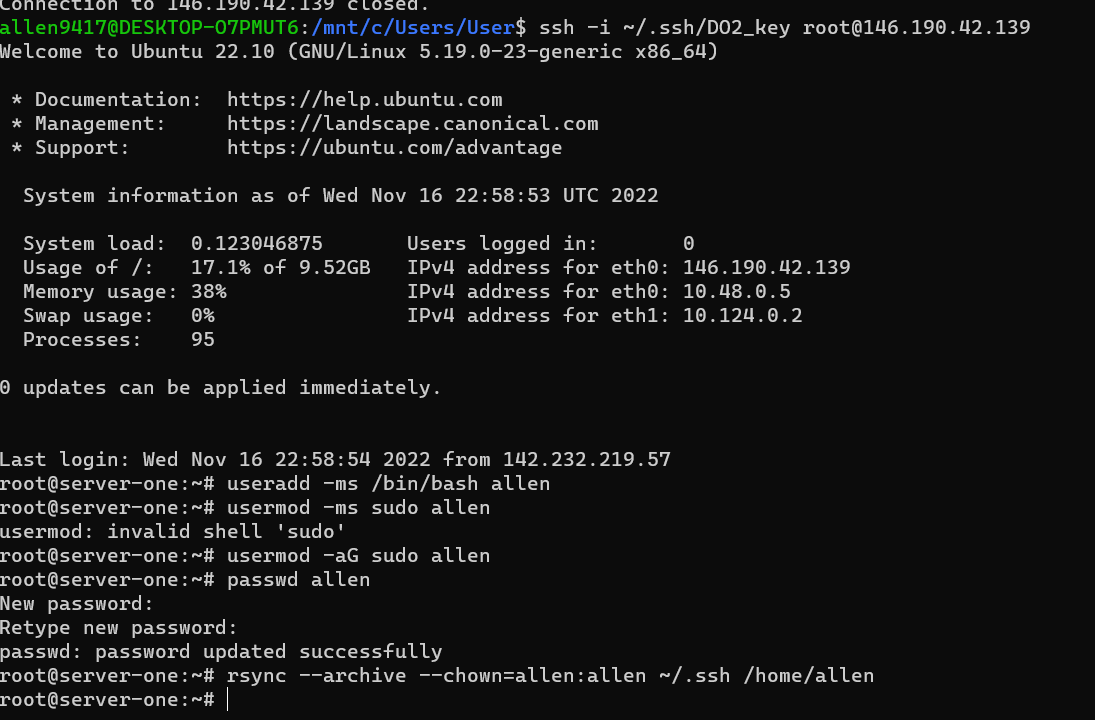 Connection to 146.190.42.139 closed.
allen9417@DESKTOP-O7PMUT6:/mnt/c/Users/User$ ssh -i ~/.ssh/DO2_key root@146.190.42.139
Welcome to Ubuntu 22.10 (GNU/Linux 5.19.0-23-generic x86_64)
* Documentation:  https://help.ubuntu.com
* Management:     https://landscape.canonical.com
* Support:        https://ubuntu.com/advantage
System information as of Wed Nov 16 22:58:53 UTC 2022
System load:  0.123046875       Users logged in:       0
Usage of /:   17.1% of 9.52GB   IPv4 address for eth0: 146.190.42.139
Memory usage: 38%               IPv4 address for eth0: 10.48.0.5
Swap usage:   0%                IPv4 address for eth1: 10.124.0.2
Processes:    95
0 updates can be applied immediately.
Last login: Wed Nov 16 22:58:54 2022 from 142.232.219.57
root@server-one:~# useradd -ms /bin/bash allen
root@server-one:~# usermod -ms sudo allen
usermod: invalid shell 'sudo'
root@server-one:~# usermod -aG sudo allen
root@server-one:~# passwd allen
New password:
Retype new password:
passwd: password updated successfully
root@server-one:~# rsync --archive --chown=allen:allen ~/.ssh /home/allen
root@server-one:~#